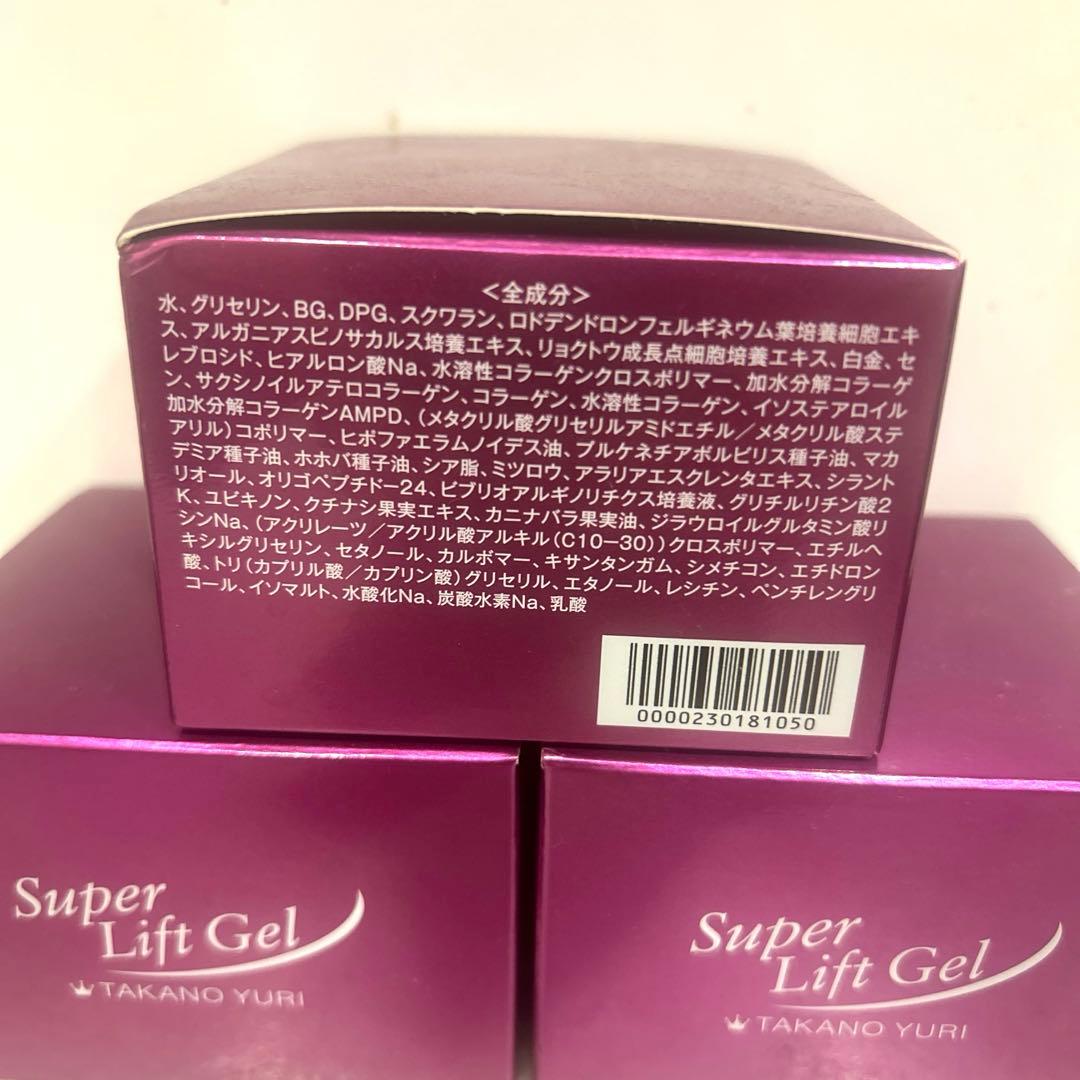 <全成分>
水、グリセリン、BG、DPG、スクワラン、ロドデンドロンフェルギネウム葉培養細胞エキ
ス、アルガニアスピノサカルス培養エキス、リョクトウ成長点細胞培養エキス、白金、セ
レブロシド、ヒアルロン酸Na、水溶性コラーゲンクロスポリマー、加水分解コラーゲ
ン、サクシノイルアテロコラーゲン、コラーゲン、水溶性コラーゲン、イソステアロイル
加水分解コラーゲンAMPD、(メタクリル酸グリセリルアミドエチル/メタクリル酸ステ
アリル)コポリマー、ヒポファエラムノイデス油、プルケネチアボルビリス種子油、マカ
デミア種子油、ホホバ種子油、シア脂、ミツロウ、アラリアエスクレンタエキス、シラント
リオール、オリゴペプチド-24、ビブリオアルギノリチクス培養液、グリチルリチン酸2
K、ユビキノン、クチナシ果実エキス、カニナバラ果実油、ジラウロイルグルタミン酸リ
シンNa、(アクリレーツ/アクリル酸アルキル(C10-30))クロスポリマー、エチルヘ
キシルグリセリン、セタノール、カルボマー、キサンタンガム、シメチコン、エチドロン
酸、トリ(カプリル酸/カプリン酸)グリセリル、エタノール、レシチン、ペンチレングリ
コール、イソマルト、水酸化Na、炭酸水素Na、乳酸
0000230181050
Super
Lift Gel
TAKANO YURI
Super
Lift Gel
TAKANO YURI